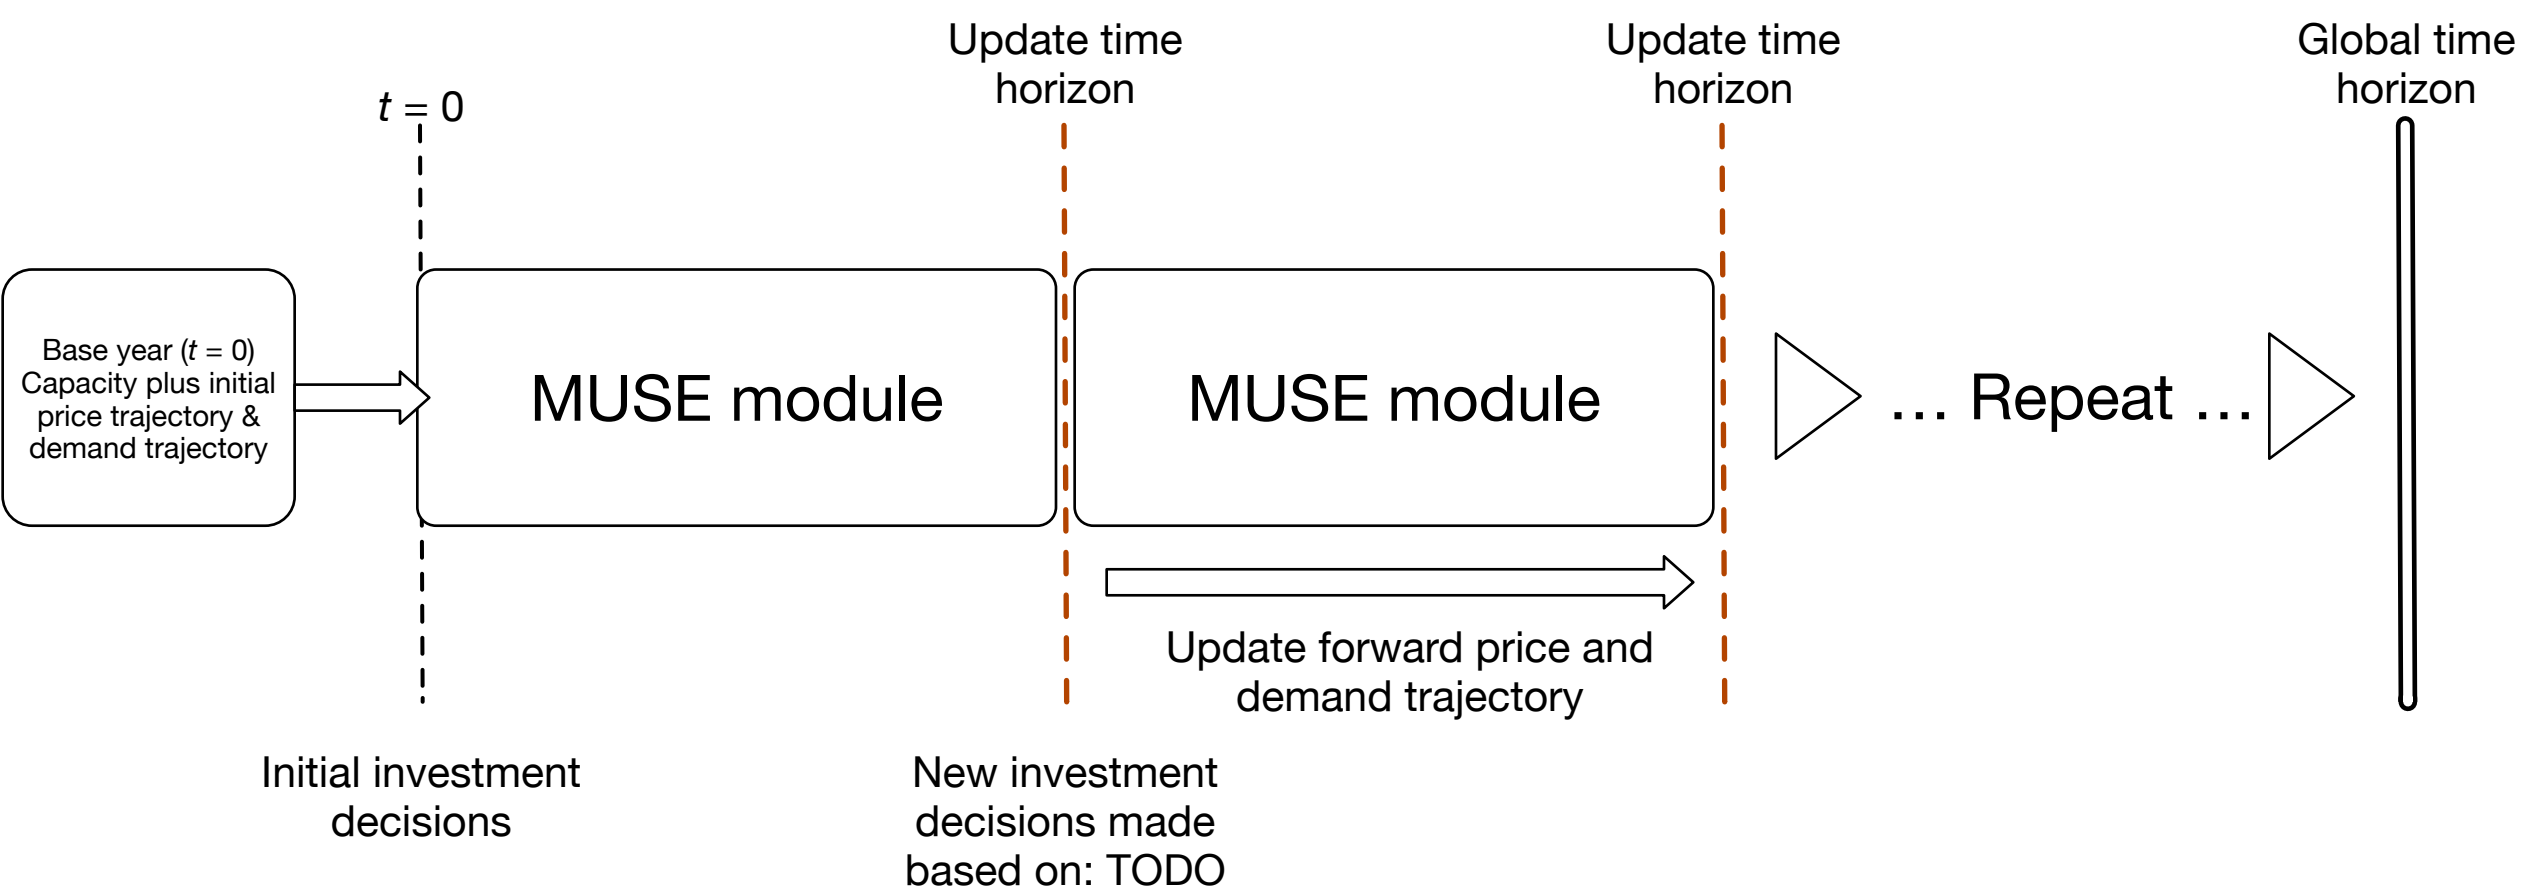 Update time
horizon
Update time
horizon
Global time
horizon
t = 0
Base year (t = 0)
Capacity plus initial
price trajectory &
demand trajectory
MUSE module
MUSE module
... Repeat ...
Update forward price and
demand trajectory
Initial investment
decisions
New investment
decisions made
based on: TODO